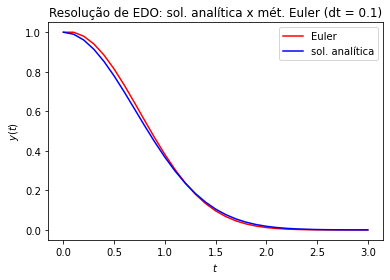 Resolução de EDO: sol. analítica x mét. Euler (dt = 0.1)
Euler
sol. analítica
y(t)
1.0
0.8
0.6
0.4
0.2
0.0
0.0 0.5 1.0 1.5 2.0 2.5 3.0
t